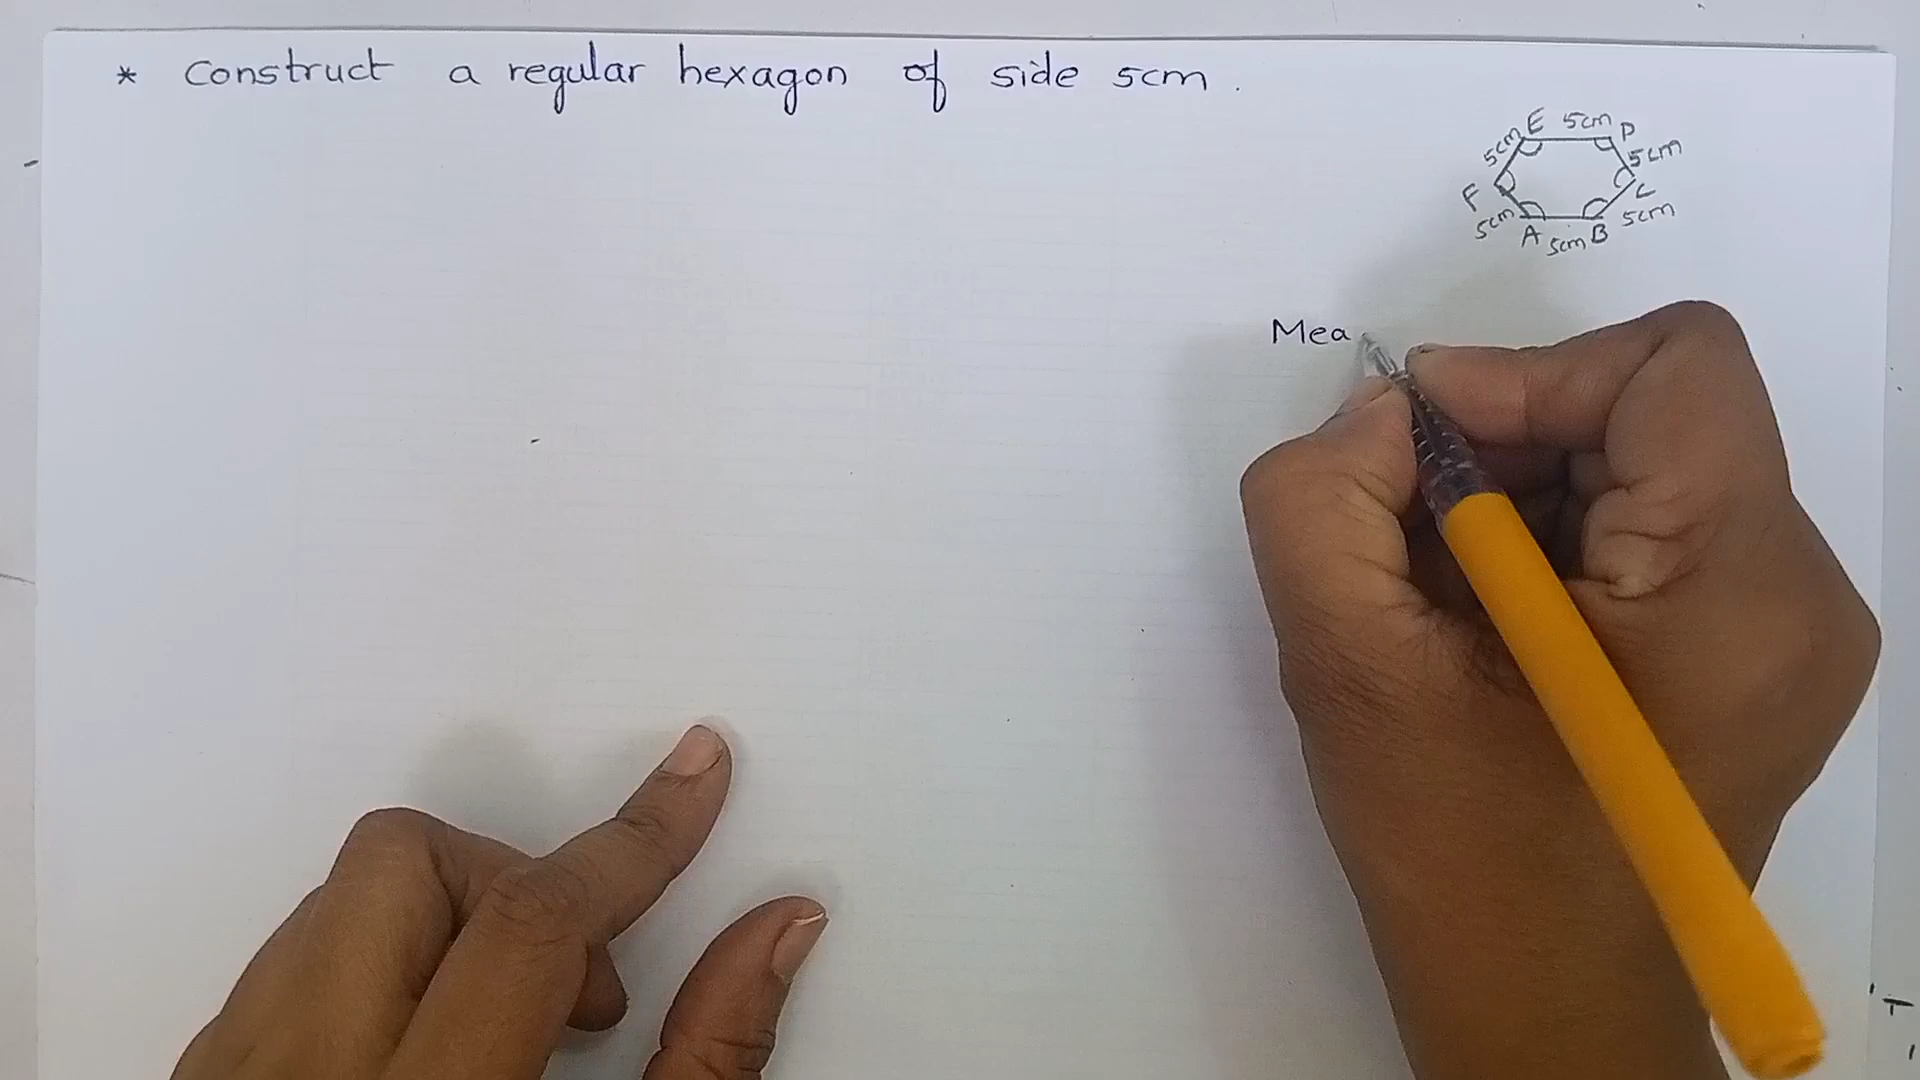 * Construct a regular hexagon of side 5cm.
E 5cm D
5cm 5cm
F C
5cm 5cm
A 5cm B
Mea